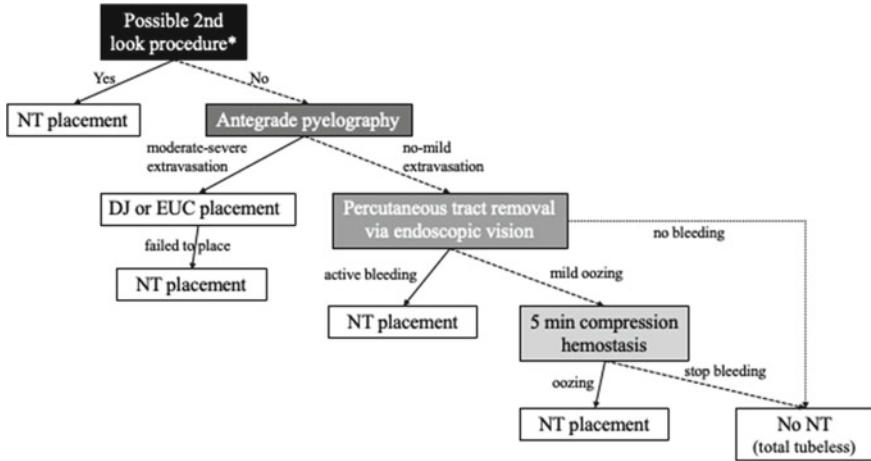 Possible 2nd
look procedure*
Yes
No
NT placement
Antegrade pyelography
moderate-severe
extravasation
no-mild
extravasation
DJ or EUC placement
Percutaneous tract removal
via endoscopic vision
no bleeding
failed to place
NT placement
active bleeding
mild oozing
NT placement
5 min compression
hemostasis
oozing
stop bleeding
NT placement
No NT
(total tubeless)